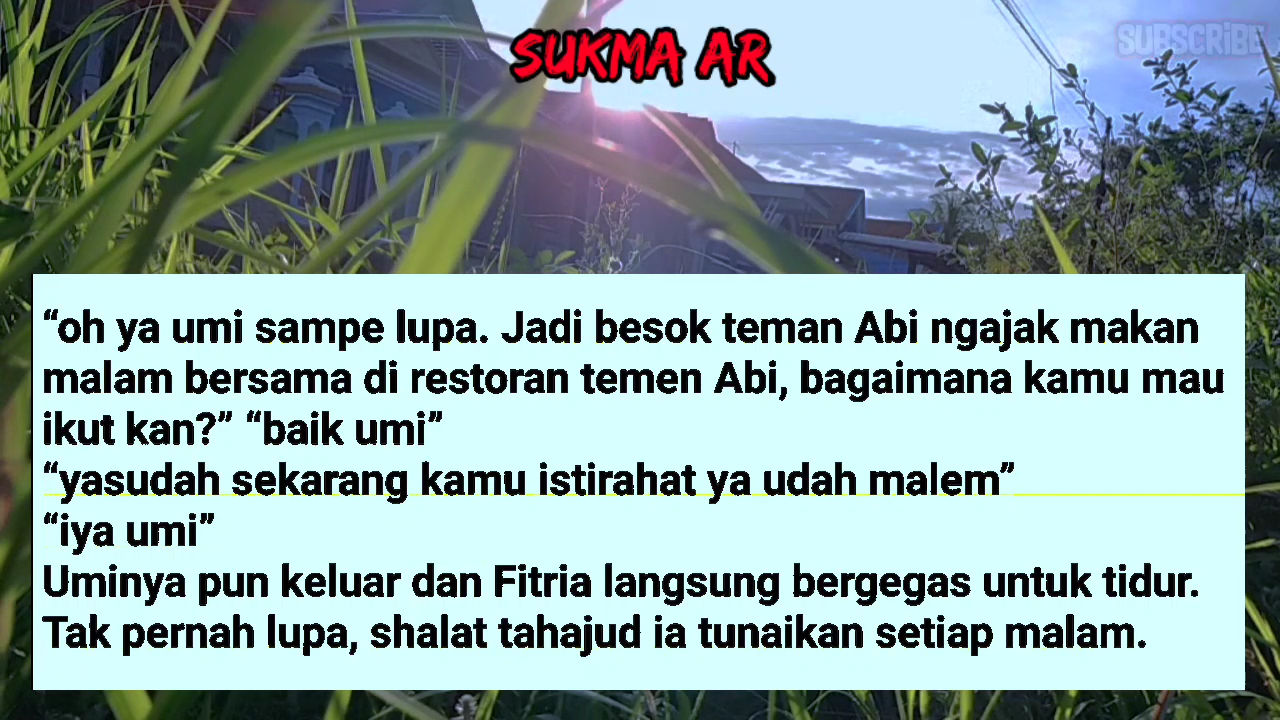 SUKMA AR
SUBSCRIBE
“oh ya umi sampe lupa. Jadi besok teman Abi ngajak makan
malam bersama di restoran temen Abi, bagaimana kamu mau
ikut kan?” “baik umi”
“yasudah sekarang kamu istirahat ya udah malem”
“iya umi”
Uminya pun keluar dan Fitria langsung bergegas untuk tidur.
Tak pernah lupa, shalat tahajud ia tunaikan setiap malam.